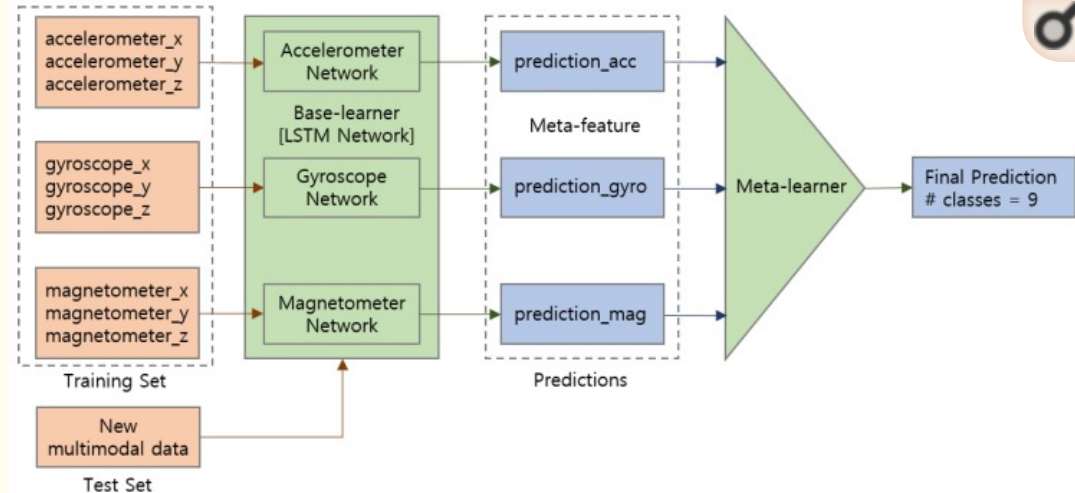 accelerometer_x
accelerometer_y
accelerometer_z
Accelerometer
Network
prediction_acc
Base-learner
[LSTM Network]
Meta-feature
gyroscope_x
gyroscope_y
gyroscope_z
Gyroscope
Network
prediction_gyro
Meta-learner
Final Prediction
# classes = 9
magnetometer_x
magnetometer_y
magnetometer_z
Magnetometer
Network
prediction_mag
Training Set
Predictions
New
multimodal data
Test Set